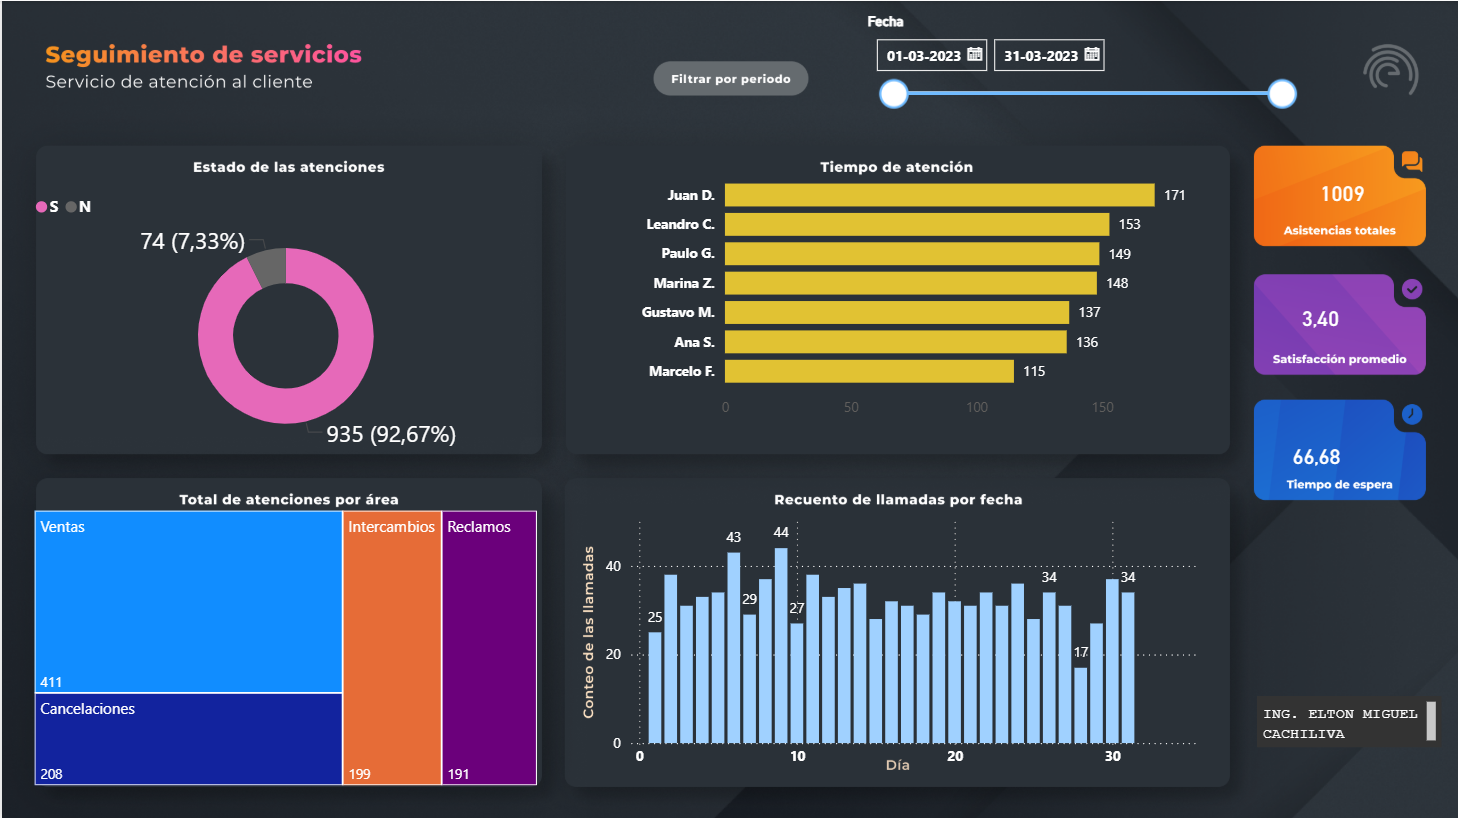 Seguimiento de servicios
Servicio de atención al cliente
Filtrar por periodo
Fecha
01-03-2023 31-03-2023
Estado de las atenciones
S N
74 (7,33%)
935 (92,67%)
Tiempo de atención
Juan D. 171
Leandro C. 153
Paulo G. 149
Marina Z. 148
Gustavo M. 137
Ana S. 136
Marcelo F. 115
0 50 100 150
1009
Asistencias totales
3,40
Satisfacción promedio
66,68
Tiempo de espera
Total de atenciones por área
Ventas
411
Cancelaciones
208
Intercambios
199
Reclamos
191
Recuento de llamadas por fecha
Conteo de las llamadas
40
20
0
25 43 29 44 27 34 17 34
0 10 20 30
Día
ING. ELTON MIGUEL
CACHILIVA